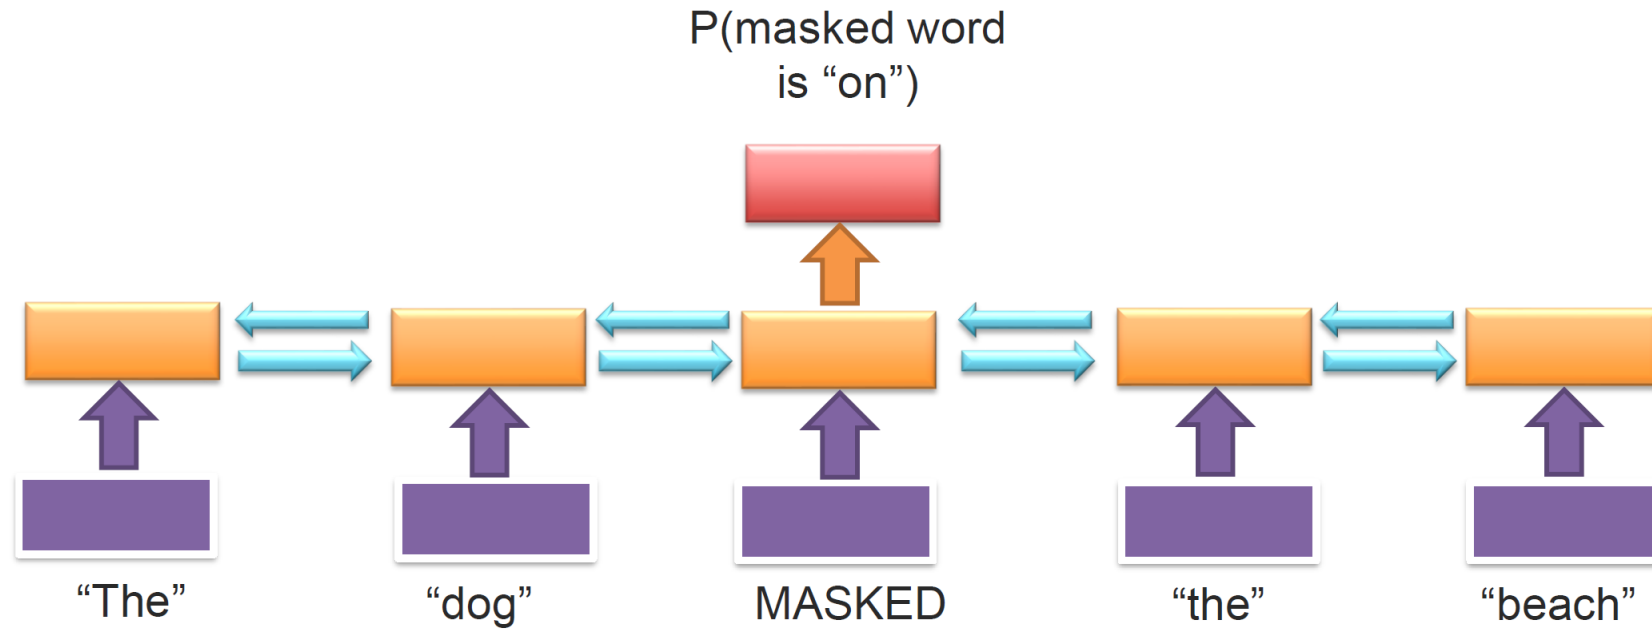 P(masked word
is “on”)
“The” “dog” MASKED “the” “beach”